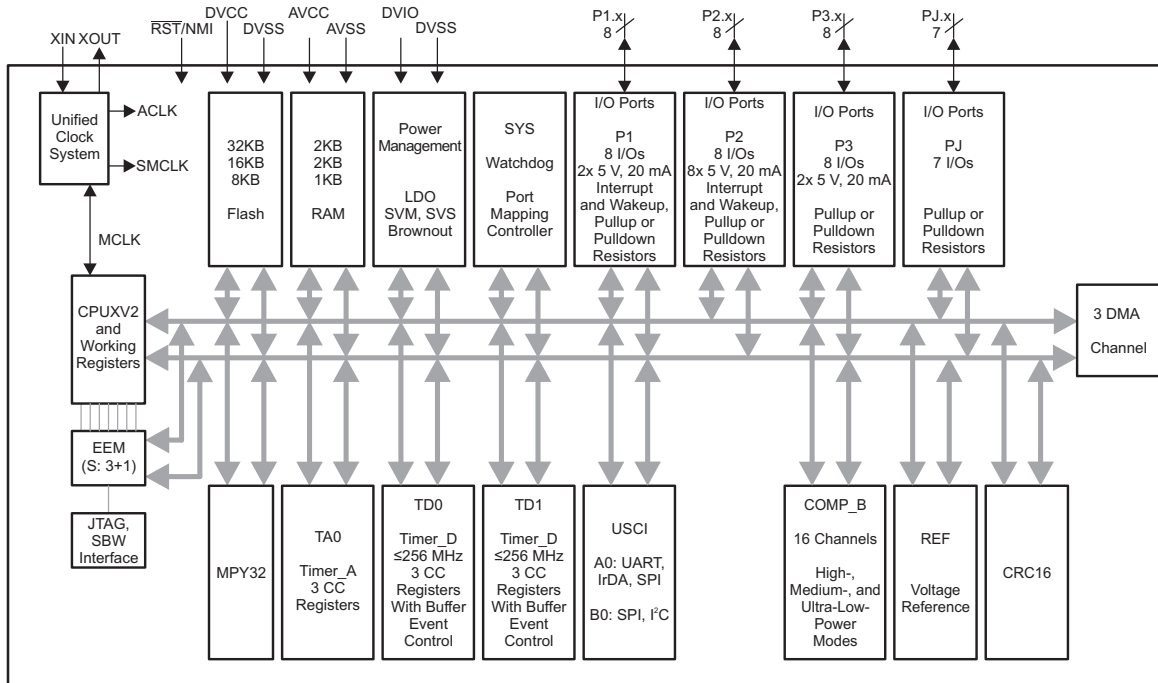 XIN XOUT
RST/NMI
DVCC
DVSS
AVCC
AVSS
DVIO
DVSS
P1.x
8
P2.x
8
P3.x
8
PJ.x
7
Unified
Clock
System
ACLK
SMCLK
MCLK
32KB
16KB
8KB
Flash
2KB
2KB
1KB
RAM
Power
Management
LDO
SVM, SVS
Brownout
SYS
Watchdog
Port
Mapping
Controller
I/O Ports
P1
8 I/Os
2x 5 V, 20 mA
Interrupt
and Wakeup,
Pullup or
Pulldown
Resistors
I/O Ports
P2
8 I/Os
8x 5 V, 20 mA
Interrupt
and Wakeup,
Pullup or
Pulldown
Resistors
I/O Ports
P3
8 I/Os
2x 5 V, 20 mA
Pullup or
Pulldown
Resistors
I/O Ports
PJ
7 I/Os
Pullup or
Pulldown
Resistors
CPUXV2
and
Working
Registers
3 DMA
Channel
EEM
(S: 3+1)
JTAG,
SBW
Interface
MPY32
TA0
Timer_A
3 CC
Registers
TD0
Timer_D
≤256 MHz
3 CC
Registers
With Buffer
Event
Control
TD1
Timer_D
≤256 MHz
3 CC
Registers
With Buffer
Event
Control
USCI
A0: UART,
IrDA, SPI
B0: SPI, I²C
COMP_B
16 Channels
High-,
Medium-, and
Ultra-Low-
Power
Modes
REF
Voltage
Reference
CRC16